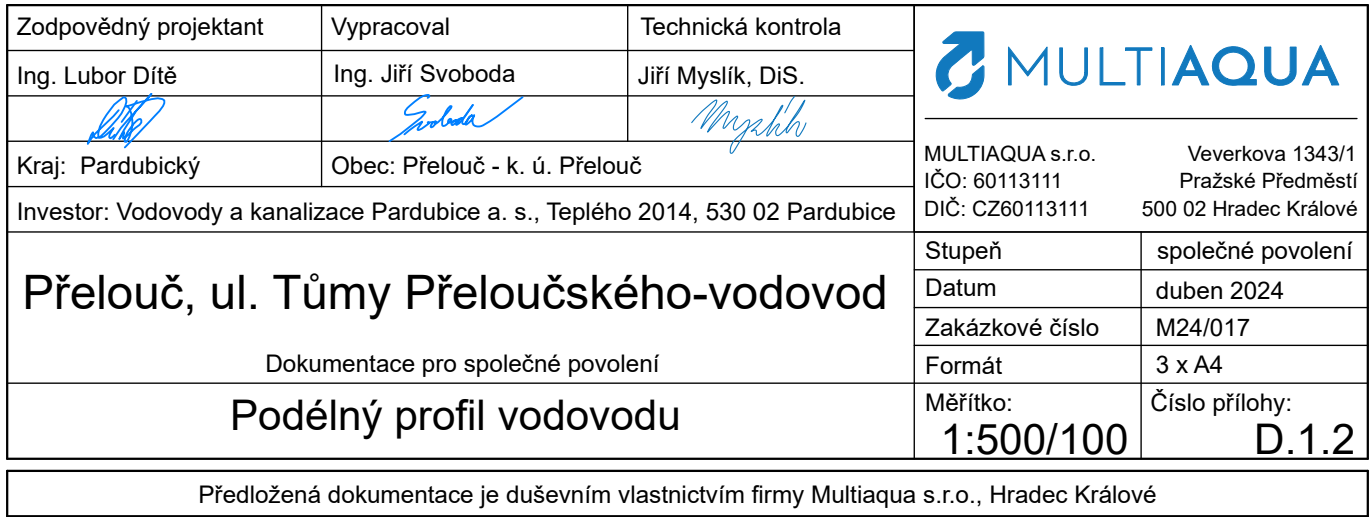 Zodpovědný projektant
Vypracoval
Technická kontrola
Ing. Lubor Dítě
Ing. Jiří Svoboda
Jiří Myslík, DiS.
Dítě
Svoboda
Myslík
Kraj: Pardubický
Obec: Přelouč - k. ú. Přelouč
Investor: Vodovody a kanalizace Pardubice a. s., Teplého 2014, 530 02 Pardubice
MULTIAQUA
MULTIAQUA s.r.o.
IČO: 60113111
DIČ: CZ60113111
Veverkova 1343/1
Pražské Předměstí
500 02 Hradec Králové
Přelouč, ul. Tůmy Přeloučského-vodovod
Dokumentace pro společné povolení
Podélný profil vodovodu
Stupeň
společné povolení
Datum
duben 2024
Zakázkové číslo
M24/017
Formát
3 x A4
Měřítko:
1:500/100
Číslo přílohy:
D.1.2
Předložená dokumentace je duševním vlastnictvím firmy Multiaqua s.r.o., Hradec Králové